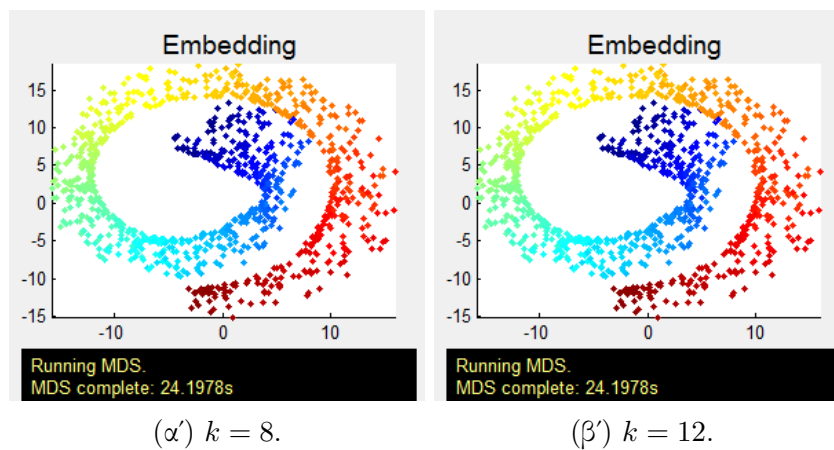 Embedding
15
10
5
0
-5
-10
-15
-10
0
10
Running MDS.
MDS complete: 24.1978s
(α΄) k = 8.
Embedding
15
10
5
0
-5
-10
-15
-10
0
10
Running MDS.
MDS complete: 24.1978s
(β΄) k = 12.